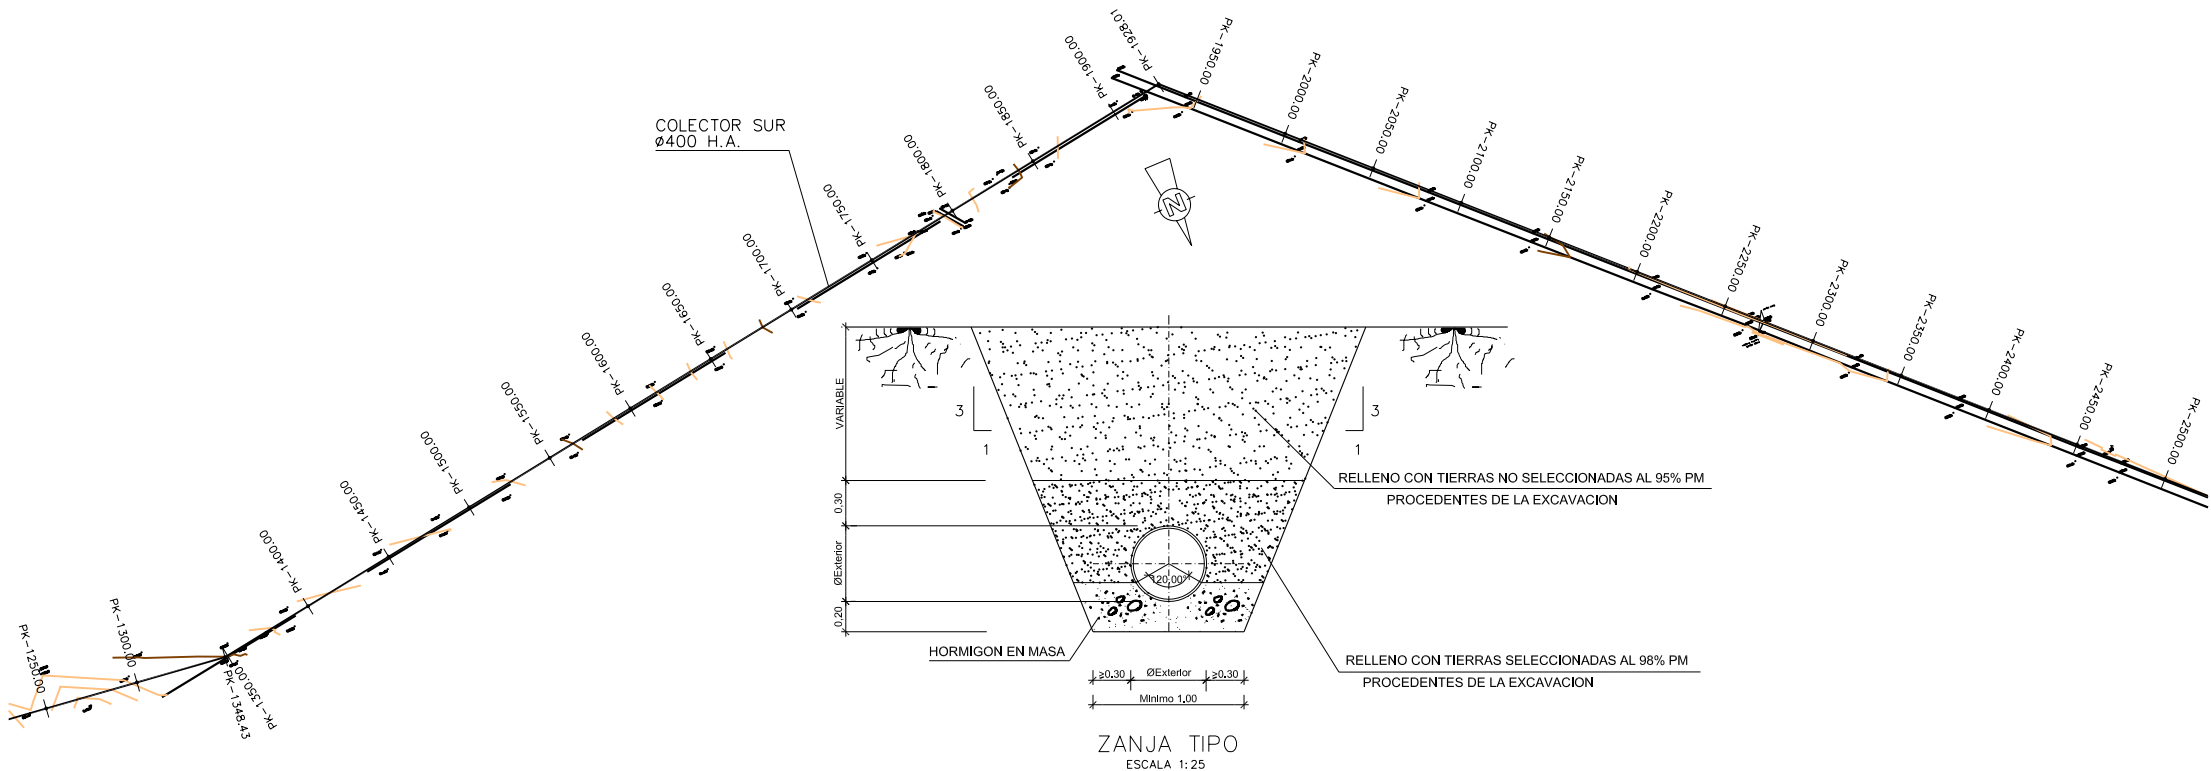 PK-1250.00
PK-1300.00
PK-1348.43
PK-1350.00
PK-1400.00
PK-1450.00
PK-1500.00
PK-1550.00
PK-1600.00
PK-1650.00
PK-1700.00
PK-1750.00
PK-1800.00
PK-1850.00
PK-1900.00
PK-1928.01
PK-1950.00
PK-2000.00
PK-2050.00
PK-2100.00
PK-2150.00
PK-2200.00
PK-2250.00
PK-2300.00
PK-2350.00
PK-2400.00
PK-2450.00
PK-2500.00
COLECTOR SUR
Ø400 H.A.
N
VARIABLE
0,30
ØExterior
0,20
3
1
3
1
120,00°
RELLENO CON TIERRAS NO SELECCIONADAS AL 95% PM
PROCEDENTES DE LA EXCAVACION
HORMIGON EN MASA
RELLENO CON TIERRAS SELECCIONADAS AL 98% PM
PROCEDENTES DE LA EXCAVACION
≥0.30 ØExterior ≥0.30
Mínimo 1,00
ZANJA TIPO
ESCALA 1:25